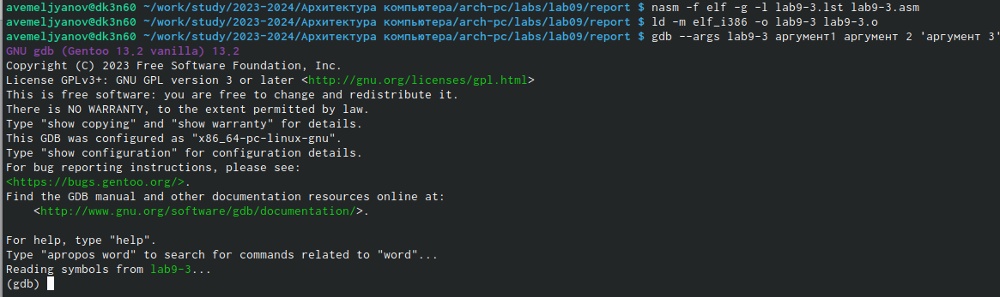 avemeljyanov@dk3n60 ~/work/study/2023-2024/Архитектура компьютера/arch-pc/labs/lab09/report $ nasm -f elf -g -l lab9-3.lst lab9-3.asm
avemeljyanov@dk3n60 ~/work/study/2023-2024/Архитектура компьютера/arch-pc/labs/lab09/report $ ld -m elf_i386 -o lab9-3 lab9-3.o
avemeljyanov@dk3n60 ~/work/study/2023-2024/Архитектура компьютера/arch-pc/labs/lab09/report $ gdb --args lab9-3 аргумент1 аргумент 2 'аргумент 3'
GNU gdb (Gentoo 13.2 vanilla) 13.2
Copyright (C) 2023 Free Software Foundation, Inc.
License GPLv3+: GNU GPL version 3 or later <http://gnu.org/licenses/gpl.html>
This is free software: you are free to change and redistribute it.
There is NO WARRANTY, to the extent permitted by law.
Type "show copying" and "show warranty" for details.
This GDB was configured as "x86_64-pc-linux-gnu".
Type "show configuration" for configuration details.
For bug reporting instructions, please see:
<https://bugs.gentoo.org/>.
Find the GDB manual and other documentation resources online at:
    <http://www.gnu.org/software/gdb/documentation/>.

For help, type "help".
Type "apropos word" to search for commands related to "word"...
Reading symbols from lab9-3...
(gdb)